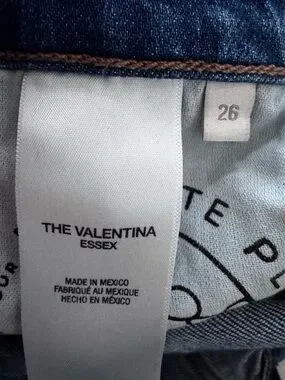 26
THE VALENTINA
ESSEX
MADE IN MEXICO
FABRIQUÉ AU MEXIQUE
HECHO EN MÉXICO